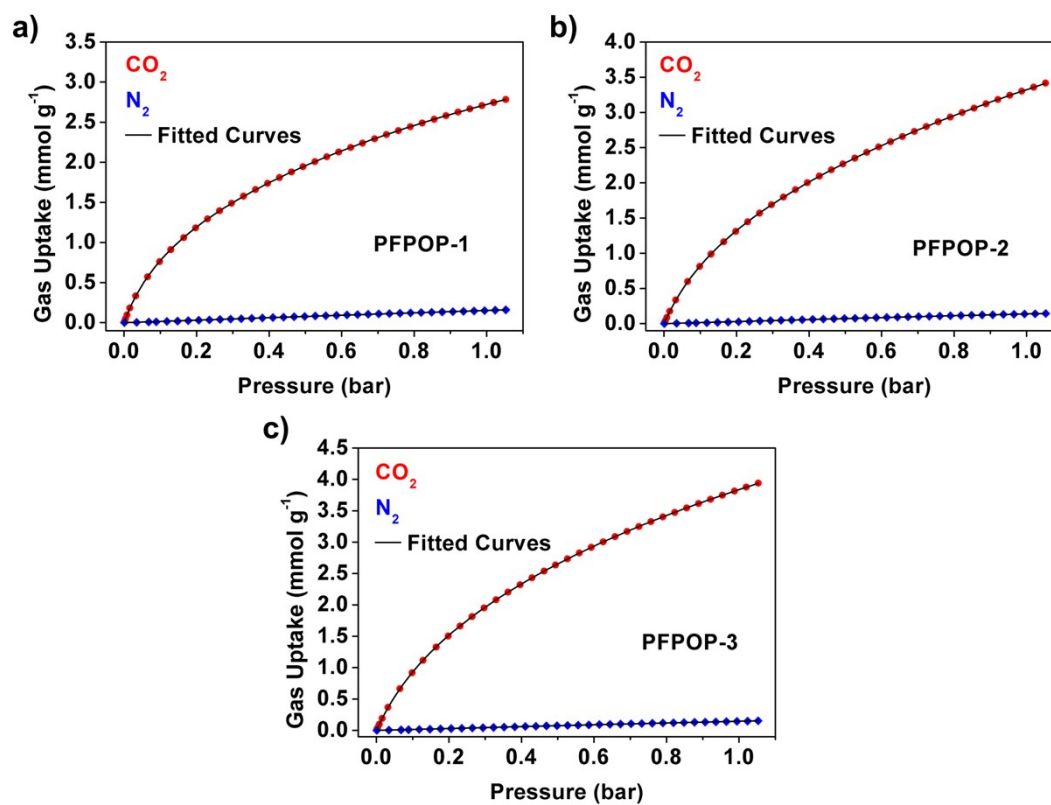 a)
3.5
3.0
2.5
2.0
1.5
1.0
0.5
0.0
Gas Uptake (mmol g⁻¹)
CO₂
N₂
— Fitted Curves
PFPOP-1
0.0 0.2 0.4 0.6 0.8 1.0
Pressure (bar)
b)
4.0
3.5
3.0
2.5
2.0
1.5
1.0
0.5
0.0
Gas Uptake (mmol g⁻¹)
CO₂
N₂
— Fitted Curves
PFPOP-2
0.0 0.2 0.4 0.6 0.8 1.0
Pressure (bar)
c)
4.5
4.0
3.5
3.0
2.5
2.0
1.5
1.0
0.5
0.0
Gas Uptake (mmol g⁻¹)
CO₂
N₂
— Fitted Curves
PFPOP-3
0.0 0.2 0.4 0.6 0.8 1.0
Pressure (bar)